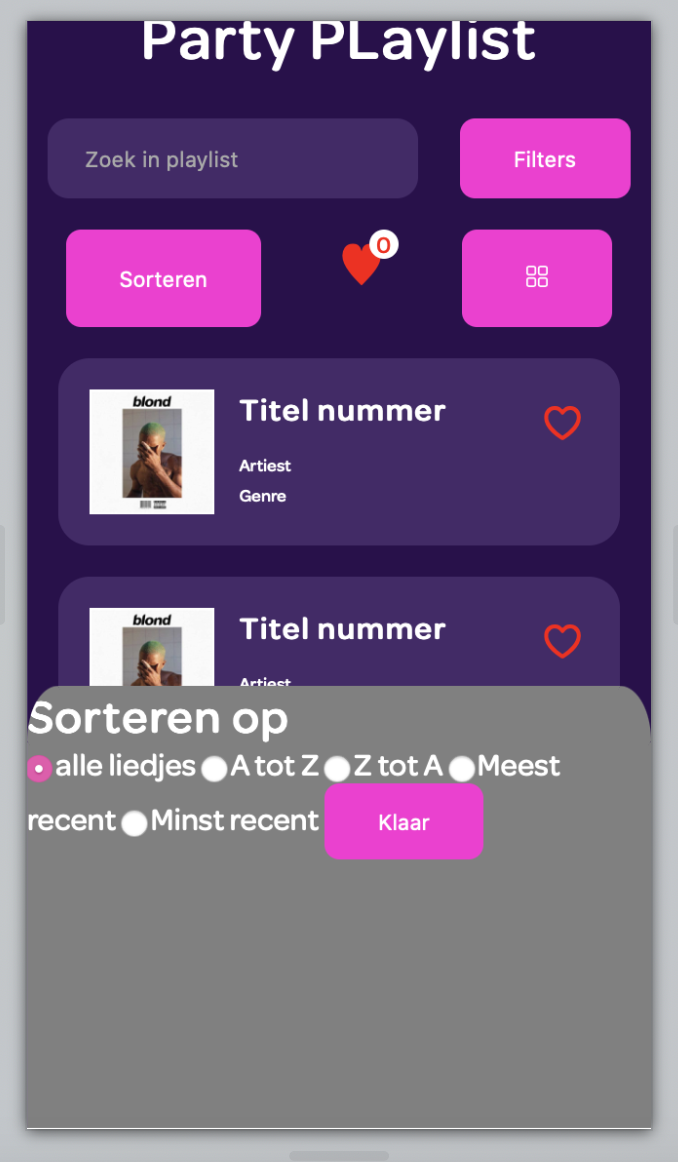 Party PLaylist
Zoek in playlist
Filters
Sorteren
0
blond
Titel nummer
Artiest
Genre
blond
Titel nummer
Artiest
Sorteren op
alle liedjes A tot Z Z tot A Meest
recent Minst recent Klaar